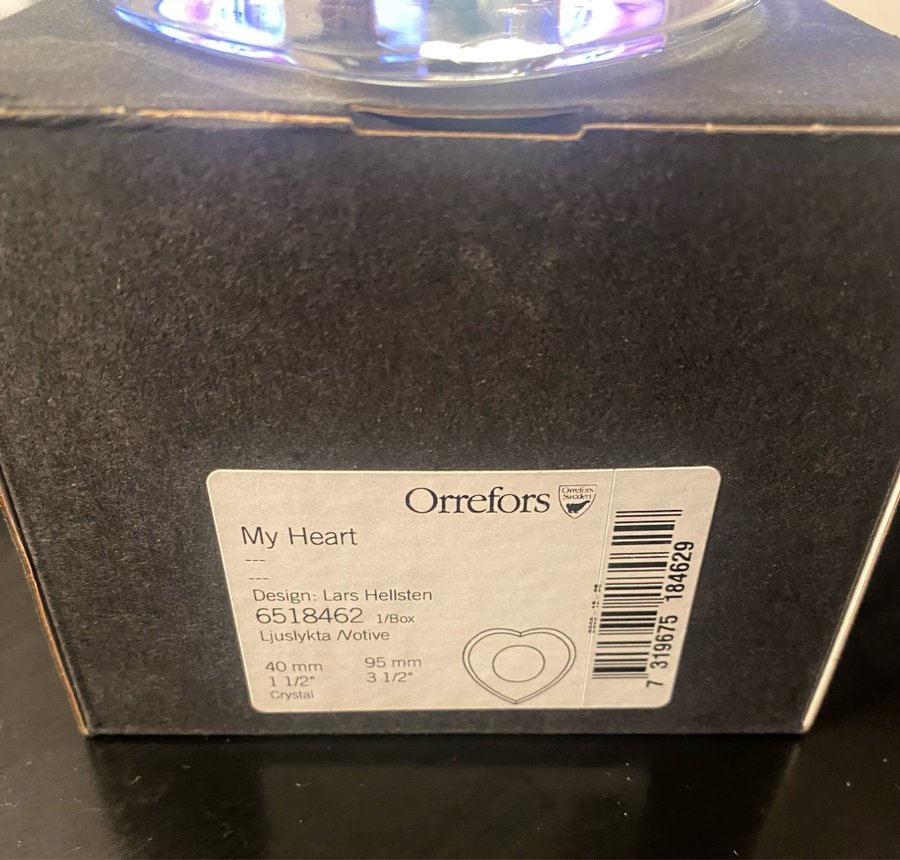 Orrefors
Orrefors
Sweden
My Heart
---
---
Design: Lars Hellsten
6518462 1/Box
Ljuslykta /Votive
40 mm 95 mm
1 1/2" 3 1/2"
Crystal
7 319675 184629